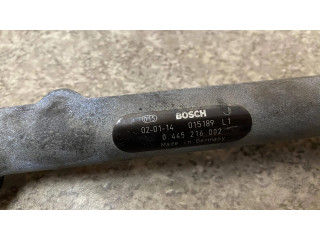 BOSCH
02-01-14 015189 L1
0 445 216 002
Made in Germany